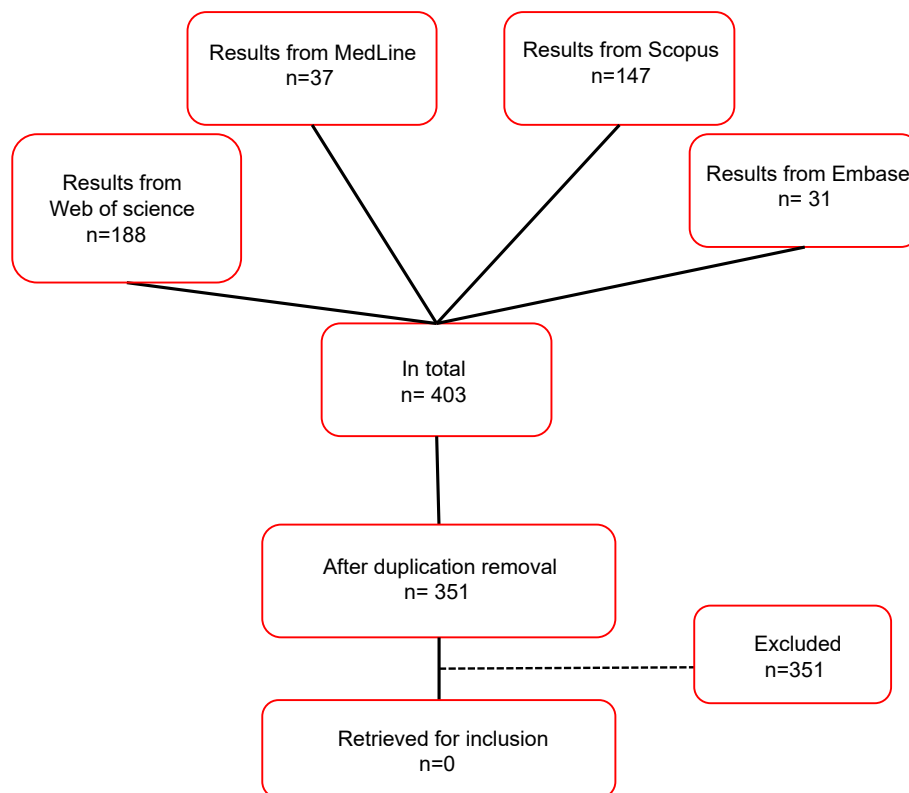 Results from MedLine
n=37
Results from Scopus
n=147
Results from
Web of science
n=188
Results from Embase
n= 31
In total
n= 403
After duplication removal
n= 351
Excluded
n=351
Retrieved for inclusion
n=0